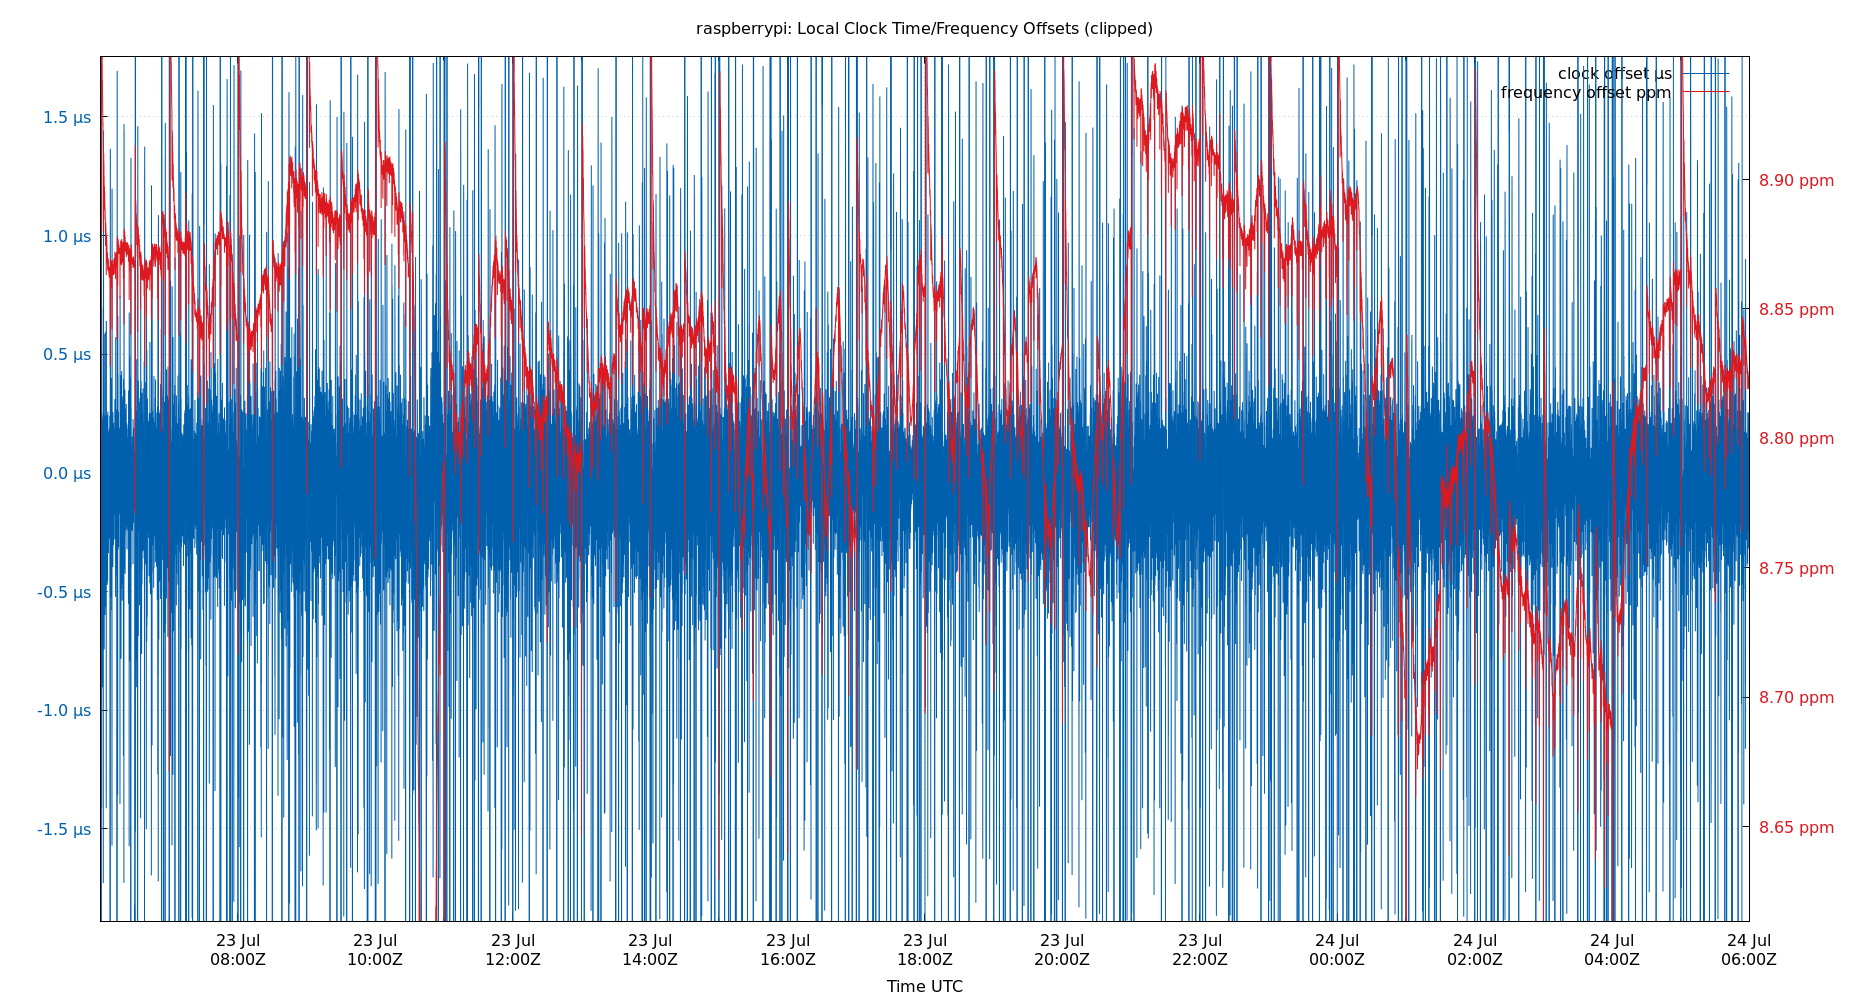 raspberrypi: Local Clock Time/Frequency Offsets (clipped)
clock offset µs
frequency offset ppm
1.5 µs
1.0 µs
0.5 µs
0.0 µs
-0.5 µs
-1.0 µs
-1.5 µs
8.90 ppm
8.85 ppm
8.80 ppm
8.75 ppm
8.70 ppm
8.65 ppm
23 Jul
08:00Z
23 Jul
10:00Z
23 Jul
12:00Z
23 Jul
14:00Z
23 Jul
16:00Z
23 Jul
18:00Z
23 Jul
20:00Z
23 Jul
22:00Z
24 Jul
00:00Z
24 Jul
02:00Z
24 Jul
04:00Z
24 Jul
06:00Z
Time UTC